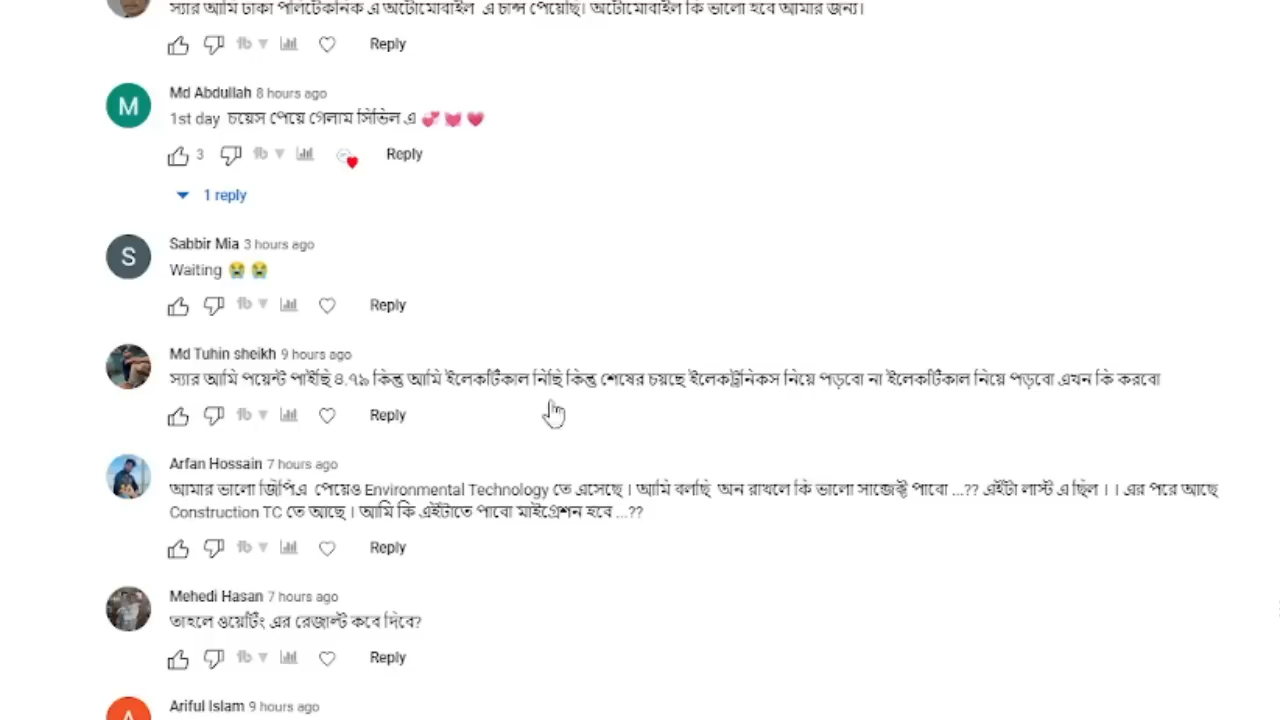 স্যার আমি ঢাকা পলিটেকনিক এ অটোমোবাইল এ চান্স পেয়েছি। অটোমোবাইল কি ভালো হবে আমার জন্য।
Reply
Md Abdullah 8 hours ago
1st day চয়েস পেয়ে গেলাম সিভিল এ 💞 💓 💗
3 Reply
1 reply
S
Sabbir Mia 3 hours ago
Waiting 😭 😭
Reply
Md Tuhin sheikh 9 hours ago
স্যার আমি পয়েন্ট পাইছি ৪.৭৯ কিন্তু আমি ইলেকটিকাল নিছি কিন্তু শেষের চয়ছে ইলেকট্রনিকস নিয়ে পড়বো না ইলেকটিকাল নিয়ে পড়বো এখন কি করবো
Reply
Arfan Hossain 7 hours ago
আমার ভালো জিপিএ পেয়েও Environmental Technology তে এসেছে । আমি বলছি অন রাখলে কি ভালো সাব্জেক্ট পাবো ...?? এইটা লাস্ট এ ছিল । । এর পরে আছে
Construction TC তে আছে । আমি কি এইটাতে পাবো মাইগ্রেশন হবে ...??
Reply
Mehedi Hasan 7 hours ago
তাহলে ওয়েটিং এর রেজাল্ট কবে দিবে?
Reply
Ariful Islam 9 hours ago